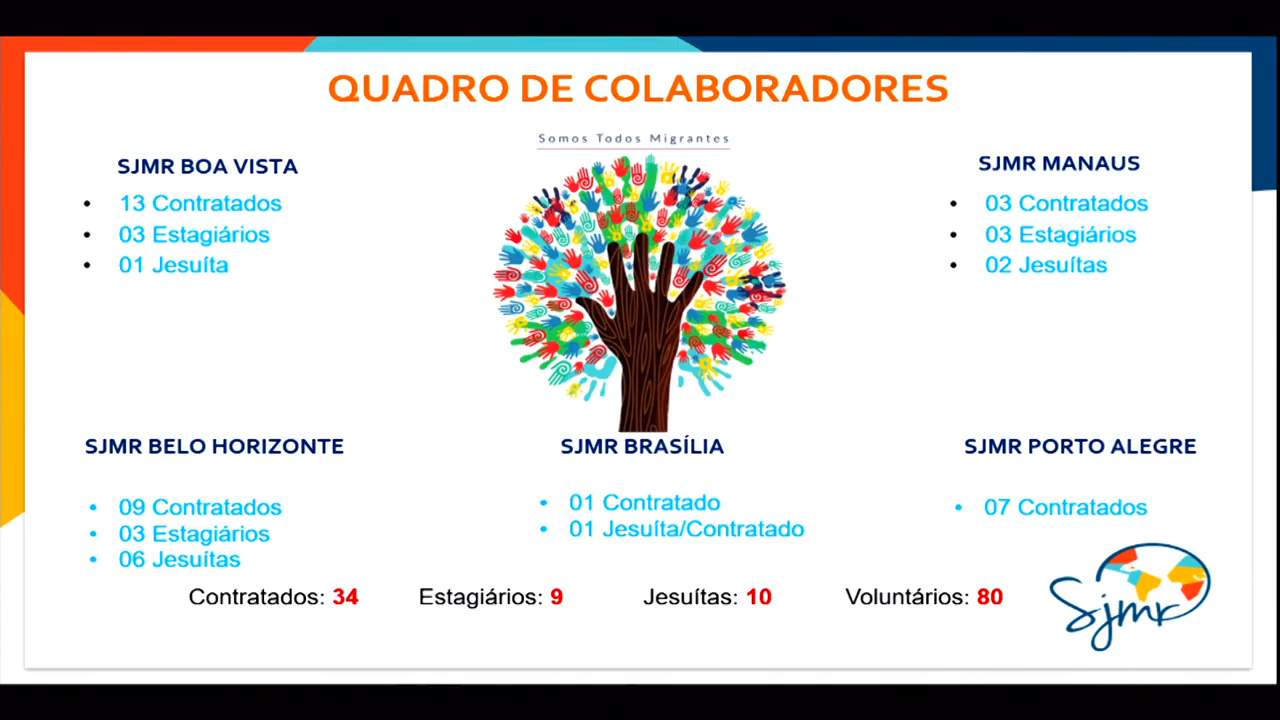 QUADRO DE COLABORADORES
Somos Todos Migrantes
SJMR BOA VISTA
• 13 Contratados
• 03 Estagiários
• 01 Jesuíta
SJMR MANAUS
• 03 Contratados
• 03 Estagiários
• 02 Jesuítas
SJMR BELO HORIZONTE
• 09 Contratados
• 03 Estagiários
• 06 Jesuítas
SJMR BRASÍLIA
• 01 Contratado
• 01 Jesuíta/Contratado
SJMR PORTO ALEGRE
• 07 Contratados
Contratados: 34 Estagiários: 9 Jesuítas: 10 Voluntários: 80
Sjmr